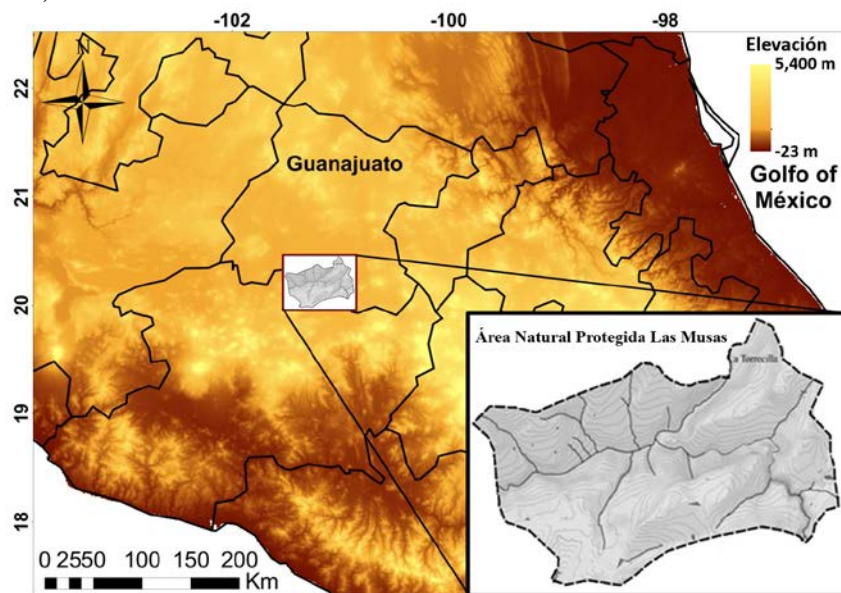 -102 -100 -98
N
Elevación
5,400 m
-23 m
22
Guanajuato
Golfo of
México
21
20
Área Natural Protegida Las Musas
a Torrecilla
19
18
0 2550 100 150 200
Km